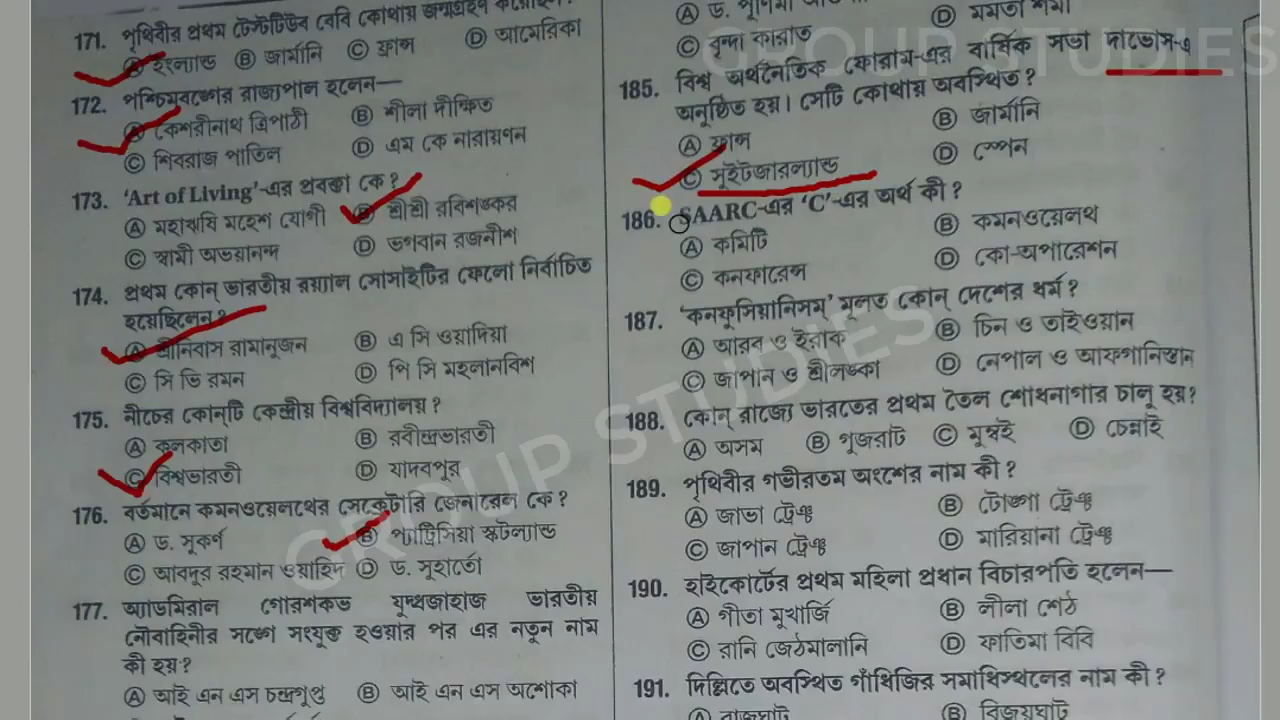 171. পৃথিবীর প্রথম টেস্টটিউব বেবি কোথায় জন্মগ্রহণ করেছিল?
Ⓐ ইংল্যান্ড Ⓑ জার্মানি Ⓒ ফ্রান্স Ⓓ আমেরিকা
172. পশ্চিমবঙ্গের রাজ্যপাল হলেন—
Ⓐ কেশরীনাথ ত্রিপাঠী Ⓑ শীলা দীক্ষিত
Ⓒ শিবরাজ পাতিল Ⓓ এম কে নারায়ণন
173. ‘Art of Living’-এর প্রবক্তা কে?
Ⓐ মহাঋষি মহেশ যোগী Ⓑ শ্রীশ্রী রবিশঙ্কর
Ⓒ স্বামী অভয়ানন্দ Ⓓ ভগবান রজনীশ
174. প্রথম কোন্ ভারতীয় রয়্যাল সোসাইটির ফেলো নির্বাচিত
হয়েছিলেন?
Ⓐ শ্রীনিবাস রামানুজন Ⓑ এ সি ওয়াদিয়া
Ⓒ সি ভি রমন Ⓓ পি সি মহলানবিশ
175. নীচের কোন্‌টি কেন্দ্রীয় বিশ্ববিদ্যালয়?
Ⓐ কলকাতা Ⓑ রবীন্দ্রভারতী
Ⓒ বিশ্বভারতী Ⓓ যাদবপুর
176. বর্তমানে কমনওয়েলথের সেক্রেটারি জেনারেল কে?
Ⓐ ড. সুকর্ণ Ⓑ প্যাট্রিসিয়া স্কটল্যান্ড
Ⓒ আবদুর রহমান ওয়াহিদ Ⓓ ড. সুহার্তো
177. অ্যাডমিরাল গোরশকভ যুদ্ধজাহাজ ভারতীয়
নৌবাহিনীর সঙ্গে সংযুক্ত হওয়ার পর এর নতুন নাম
কী হয়?
Ⓐ আই এন এস চন্দ্রগুপ্ত Ⓑ আই এন এস অশোকা
Ⓐ ড. পূর্ণিমা Ⓓ মমতা শর্মা
Ⓒ বৃন্দা কারাত
185. বিশ্ব অর্থনৈতিক ফোরাম-এর বার্ষিক সভা দাভোস-এ
অনুষ্ঠিত হয়। সেটি কোথায় অবস্থিত?
Ⓐ ফ্রান্স Ⓑ জার্মানি
Ⓒ সুইটজারল্যান্ড Ⓓ স্পেন
186. SAARC-এর ‘C’-এর অর্থ কী?
Ⓐ কমিটি Ⓑ কমনওয়েলথ
Ⓒ কনফারেন্স Ⓓ কো-অপারেশন
187. ‘কনফুসিয়ানিসম্’ মূলত কোন্ দেশের ধর্ম?
Ⓐ আরব ও ইরাক Ⓑ চিন ও তাইওয়ান
Ⓒ জাপান ও শ্রীলঙ্কা Ⓓ নেপাল ও আফগানিস্তান
188. কোন্ রাজ্যে ভারতের প্রথম তৈল শোধনাগার চালু হয়?
Ⓐ অসম Ⓑ গুজরাট Ⓒ মুম্বই Ⓓ চেন্নাই
189. পৃথিবীর গভীরতম অংশের নাম কী?
Ⓐ জাভা ট্রেঞ্চ Ⓑ টোঙ্গা ট্রেঞ্চ
Ⓒ জাপান ট্রেঞ্চ Ⓓ মারিয়ানা ট্রেঞ্চ
190. হাইকোর্টের প্রথম মহিলা প্রধান বিচারপতি হলেন—
Ⓐ গীতা মুখার্জি Ⓑ লীলা শেঠ
Ⓒ রানি জেঠমালানি Ⓓ ফাতিমা বিবি
191. দিল্লিতে অবস্থিত গাঁধিজির সমাধিস্থলের নাম কী?
Ⓐ রাজঘাট Ⓑ বিজয়ঘাট
GROUP STUDIES
GROUP STUDIES